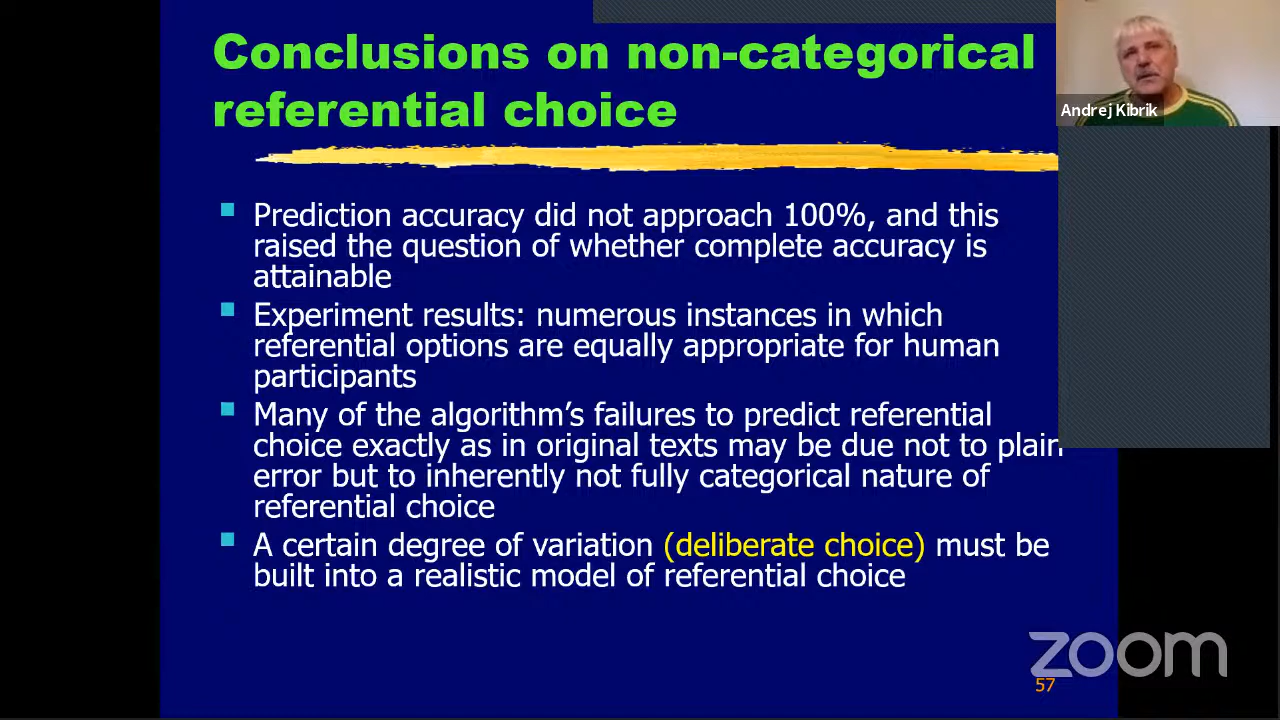 Conclusions on non-categorical
referential choice
Andrej Kibrik
Prediction accuracy did not approach 100%, and this
raised the question of whether complete accuracy is
attainable
Experiment results: numerous instances in which
referential options are equally appropriate for human
participants
Many of the algorithm's failures to predict referential
choice exactly as in original texts may be due not to plain
error but to inherently not fully categorical nature of
referential choice
A certain degree of variation (deliberate choice) must be
built into a realistic model of referential choice
zoom
57